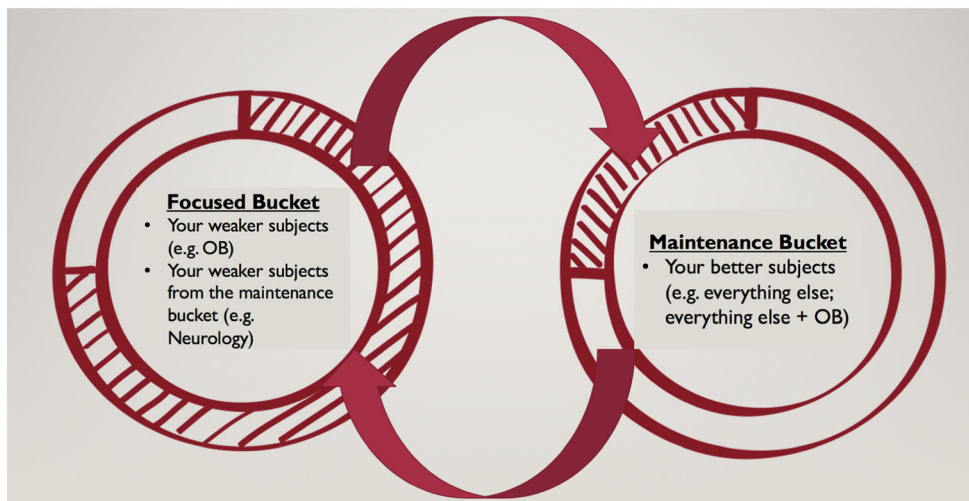 Focused Bucket
• Your weaker subjects
(e.g. OB)
• Your weaker subjects
from the maintenance
bucket (e.g.
Neurology)
Maintenance Bucket
• Your better subjects
(e.g. everything else;
everything else + OB)